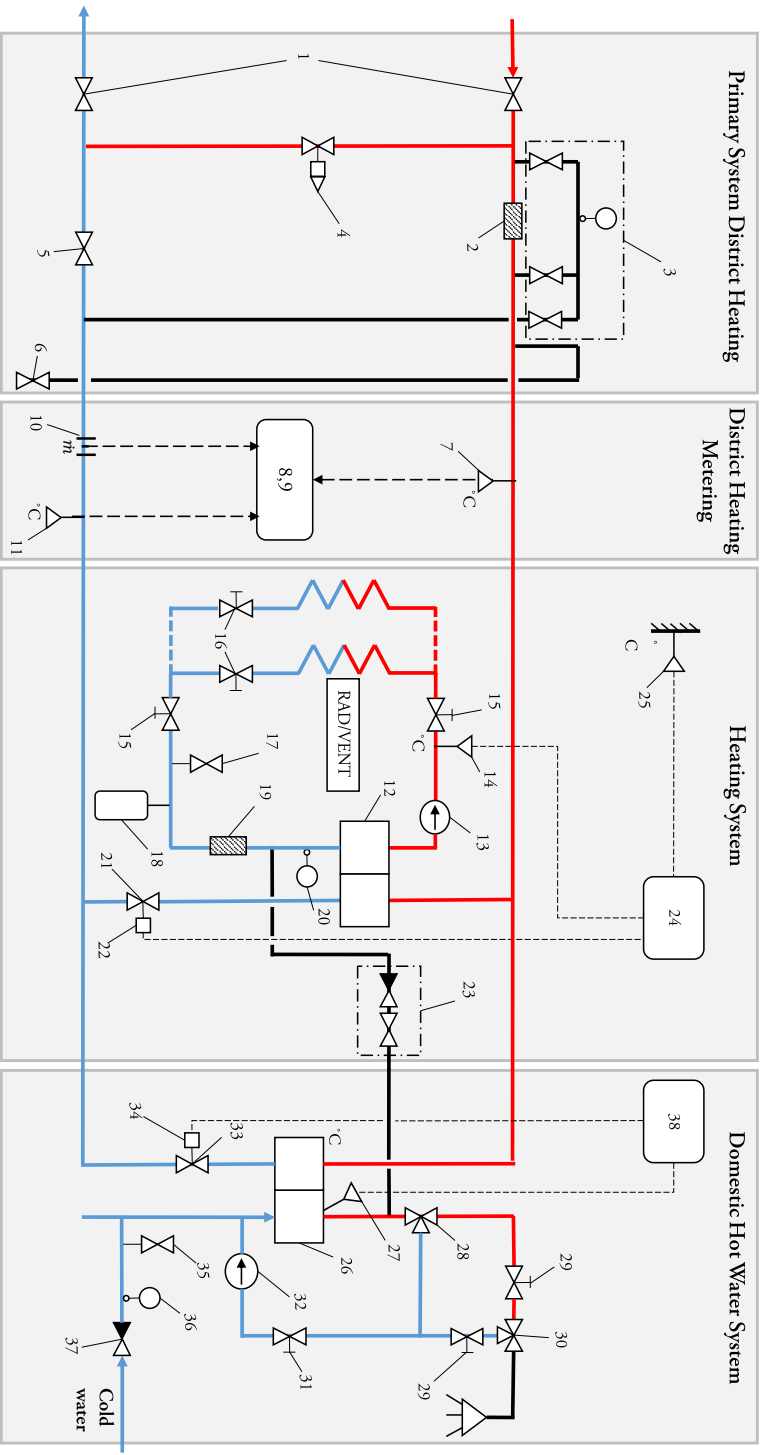 Primary System District Heating
1
2
3
4
5
6
District Heating
Metering
7
°C
8,9
10
ṁ
°C
11
Heating System
°C
25
16
RAD/VENT
15
15
°C
14
17
12
13
19
18
24
20
21
22
23
Domestic Hot Water System
38
34
33
°C
26
27
28
29
35
32
36
30
37
31
29
Cold
water